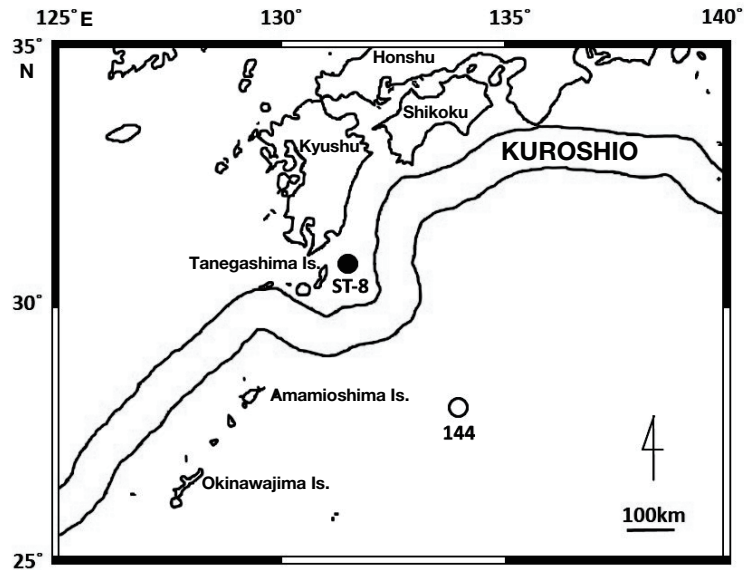 125° E 130° 135° 140°
35°
N
Honshu
Shikoku
Kyushu
KUROSHIO
Tanegashima Is.
ST-8
30°
Amamioshima Is.
144
Okinawajima Is.
100km
25°